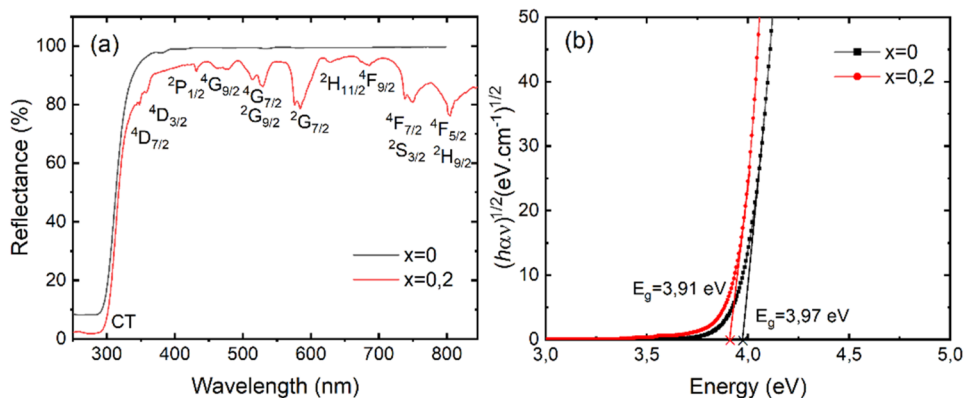 (a)
100
80
60
40
20
0
Reflectance (%)
²P₁/₂
⁴G₉/₂
⁴G₇/₂
²G₉/₂
²G₇/₂
²H₁₁/₂
⁴F₉/₂
⁴D₃/₂
⁴D₇/₂
⁴F₇/₂
²S₃/₂
⁴F₅/₂
²H₉/₂
x=0
x=0,2
CT
250 300 400 500 600 700 800
Wavelength (nm)
(b)
50
40
30
20
10
0
(hαν)¹/²(eV.cm⁻¹)¹/²
x=0
x=0,2
E_g=3,91 eV
E_g=3,97 eV
3,0 3,5 4,0 4,5 5,0
Energy (eV)